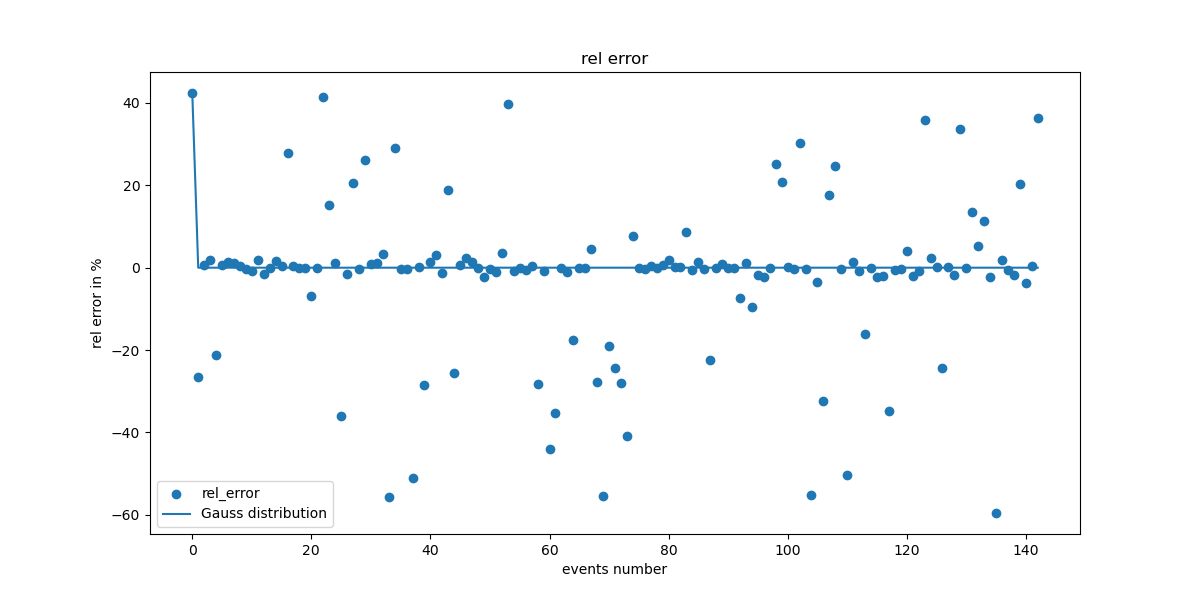 rel error
40
20
0
−20
−40
−60
rel error in %
rel_error
Gauss distribution
0 20 40 60 80 100 120 140
events number